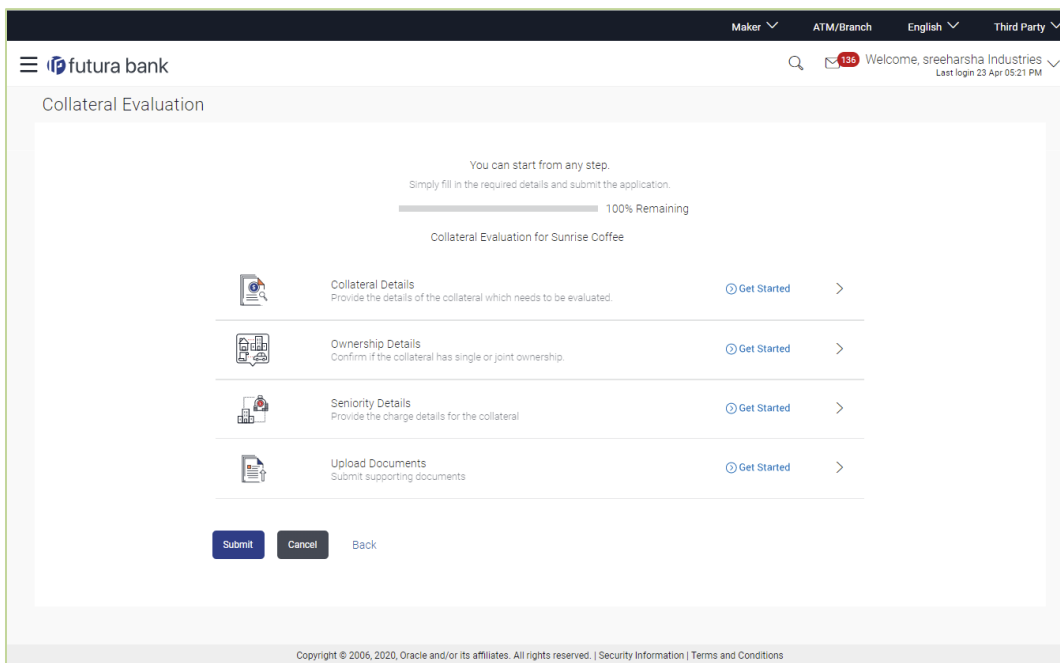 Maker ATM/Branch English Third Party
futura bank 136 Welcome, sreeharsha Industries
Last login 23 Apr 05:21 PM
Collateral Evaluation
You can start from any step.
Simply fill in the required details and submit the application.
100% Remaining
Collateral Evaluation for Sunrise Coffee
Collateral Details
Provide the details of the collateral which needs to be evaluated.
Get Started
Ownership Details
Confirm if the collateral has single or joint ownership.
Get Started
Seniority Details
Provide the charge details for the collateral
Get Started
Upload Documents
Submit supporting documents
Get Started
Submit Cancel Back
Copyright © 2006, 2020, Oracle and/or its affiliates. All rights reserved. | Security Information | Terms and Conditions